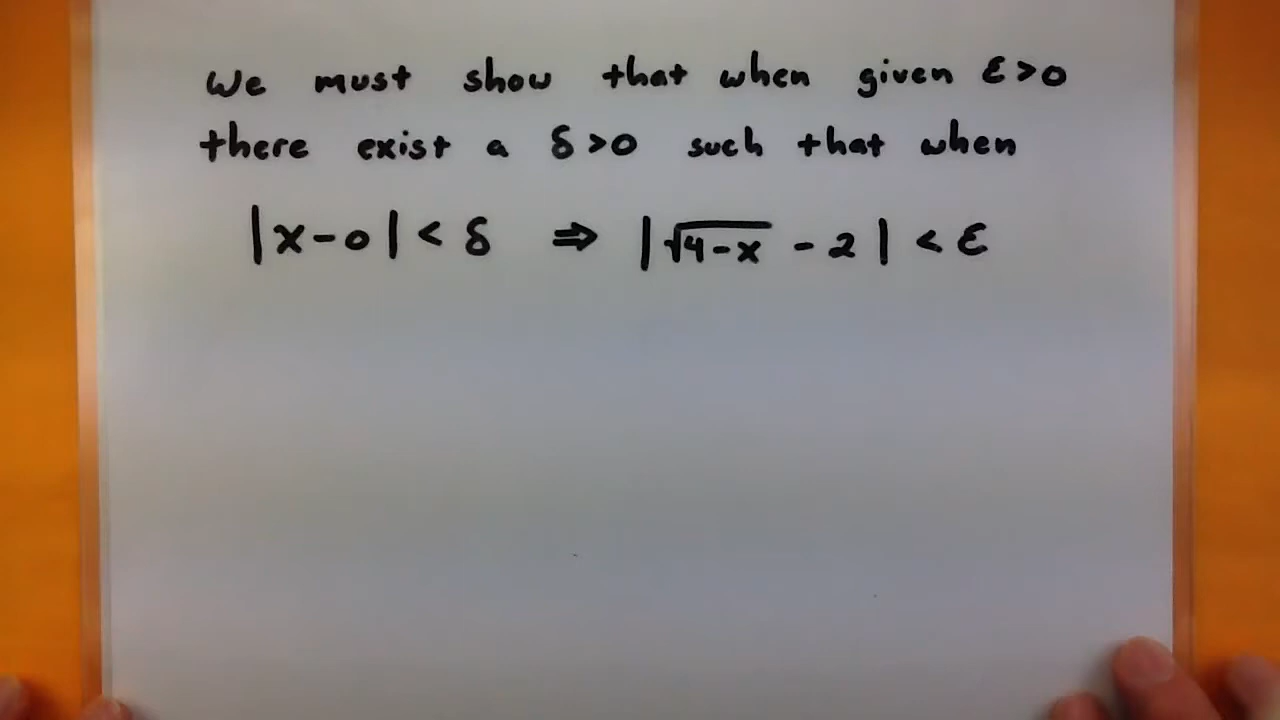 We must show that when given ε>0
there exist a δ>0 such that when
|x-0| < δ ⇒ |√4-x - 2| < ε